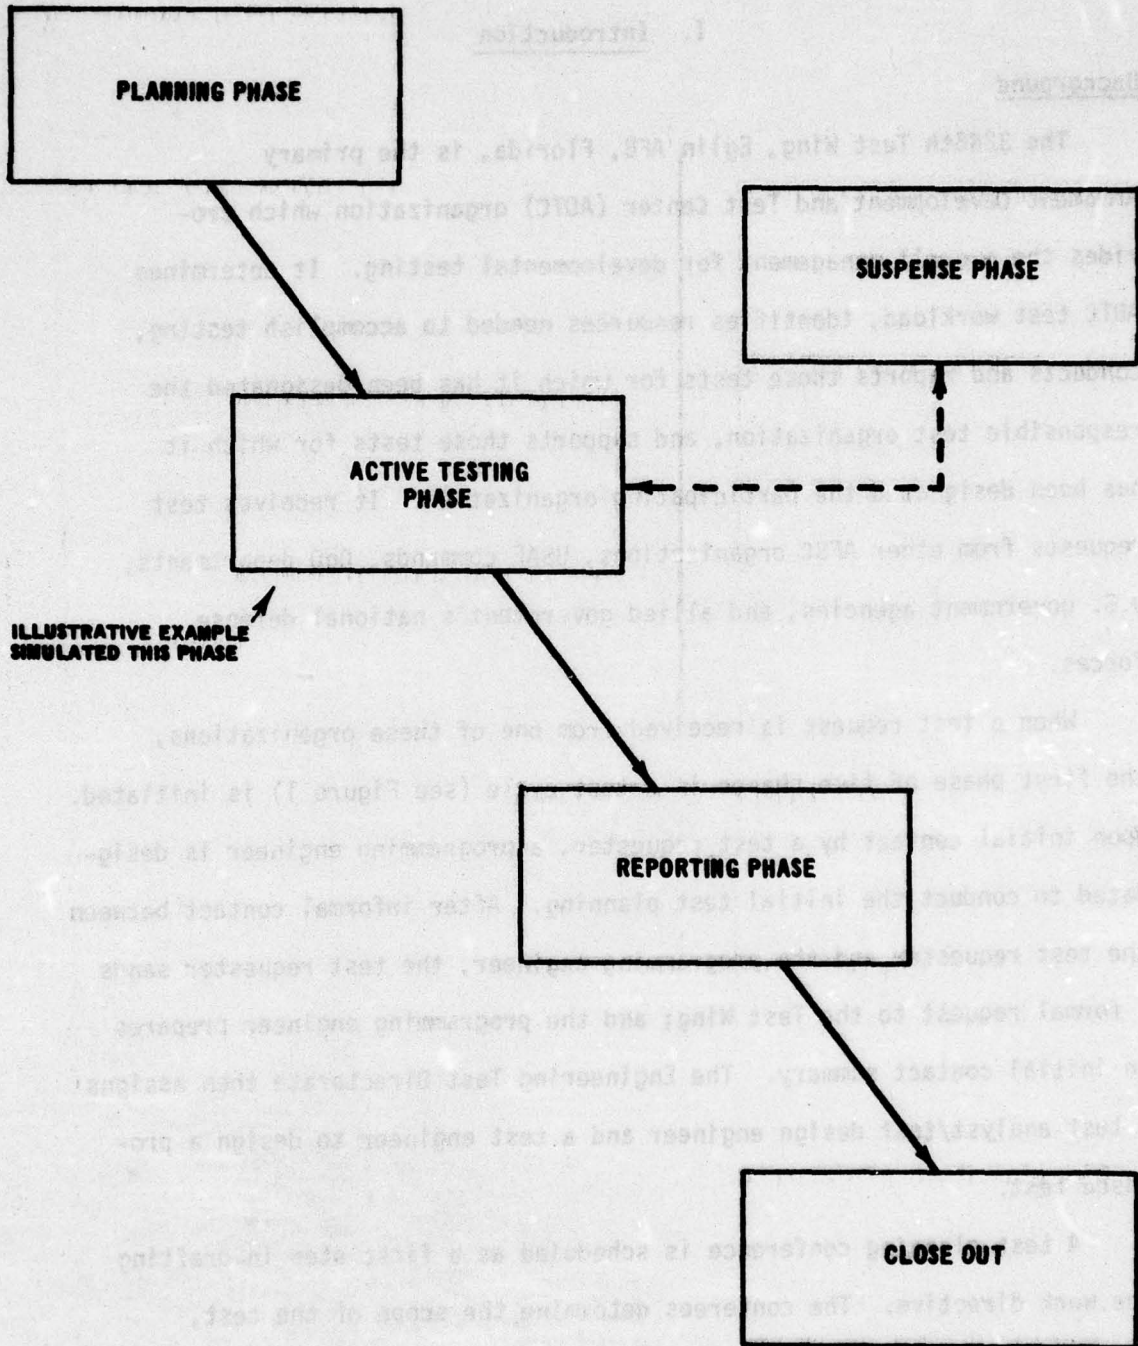 PLANNING PHASE
SUSPENSE PHASE
ACTIVE TESTING
PHASE
ILLUSTRATIVE EXAMPLE
SIMULATED THIS PHASE
REPORTING PHASE
CLOSE OUT
I. Introduction
Background
The 3246th Test Wing, Eglin AFB, Florida, is the primary
Development and Test Center (ADTC) organization which pro-
the overall management for developmental testing. It determines
ADTC test workload, identifies resources needed to accomplish testing,
conducts and reports those tests for which it has been designated the
responsible test organization, and supports those tests for which it
has been designated the participating organization. It receives test
requests from other AFSC organizations, USAF commands, DoD departments,
U.S. government agencies, and allied government's national defense
forces.
When a test request is received from one of these organizations,
the first phase of five phases in a test cycle (see Figure 1) is initiated.
Upon initial contact by a test requester, a programming engineer is desig-
nated to conduct the initial test planning. After informal contact between
the test requester and the programming engineer, the test requester sends
formal request to the Test Wing; and the programming engineer prepares
initial contact summary. The Engineering Test Directorate then assigns
test analyst/test design engineer and a test engineer to design a pro-
test.
A test planning conference is scheduled as a first step in drafting
work directive. The conferees determine the scope of the test,